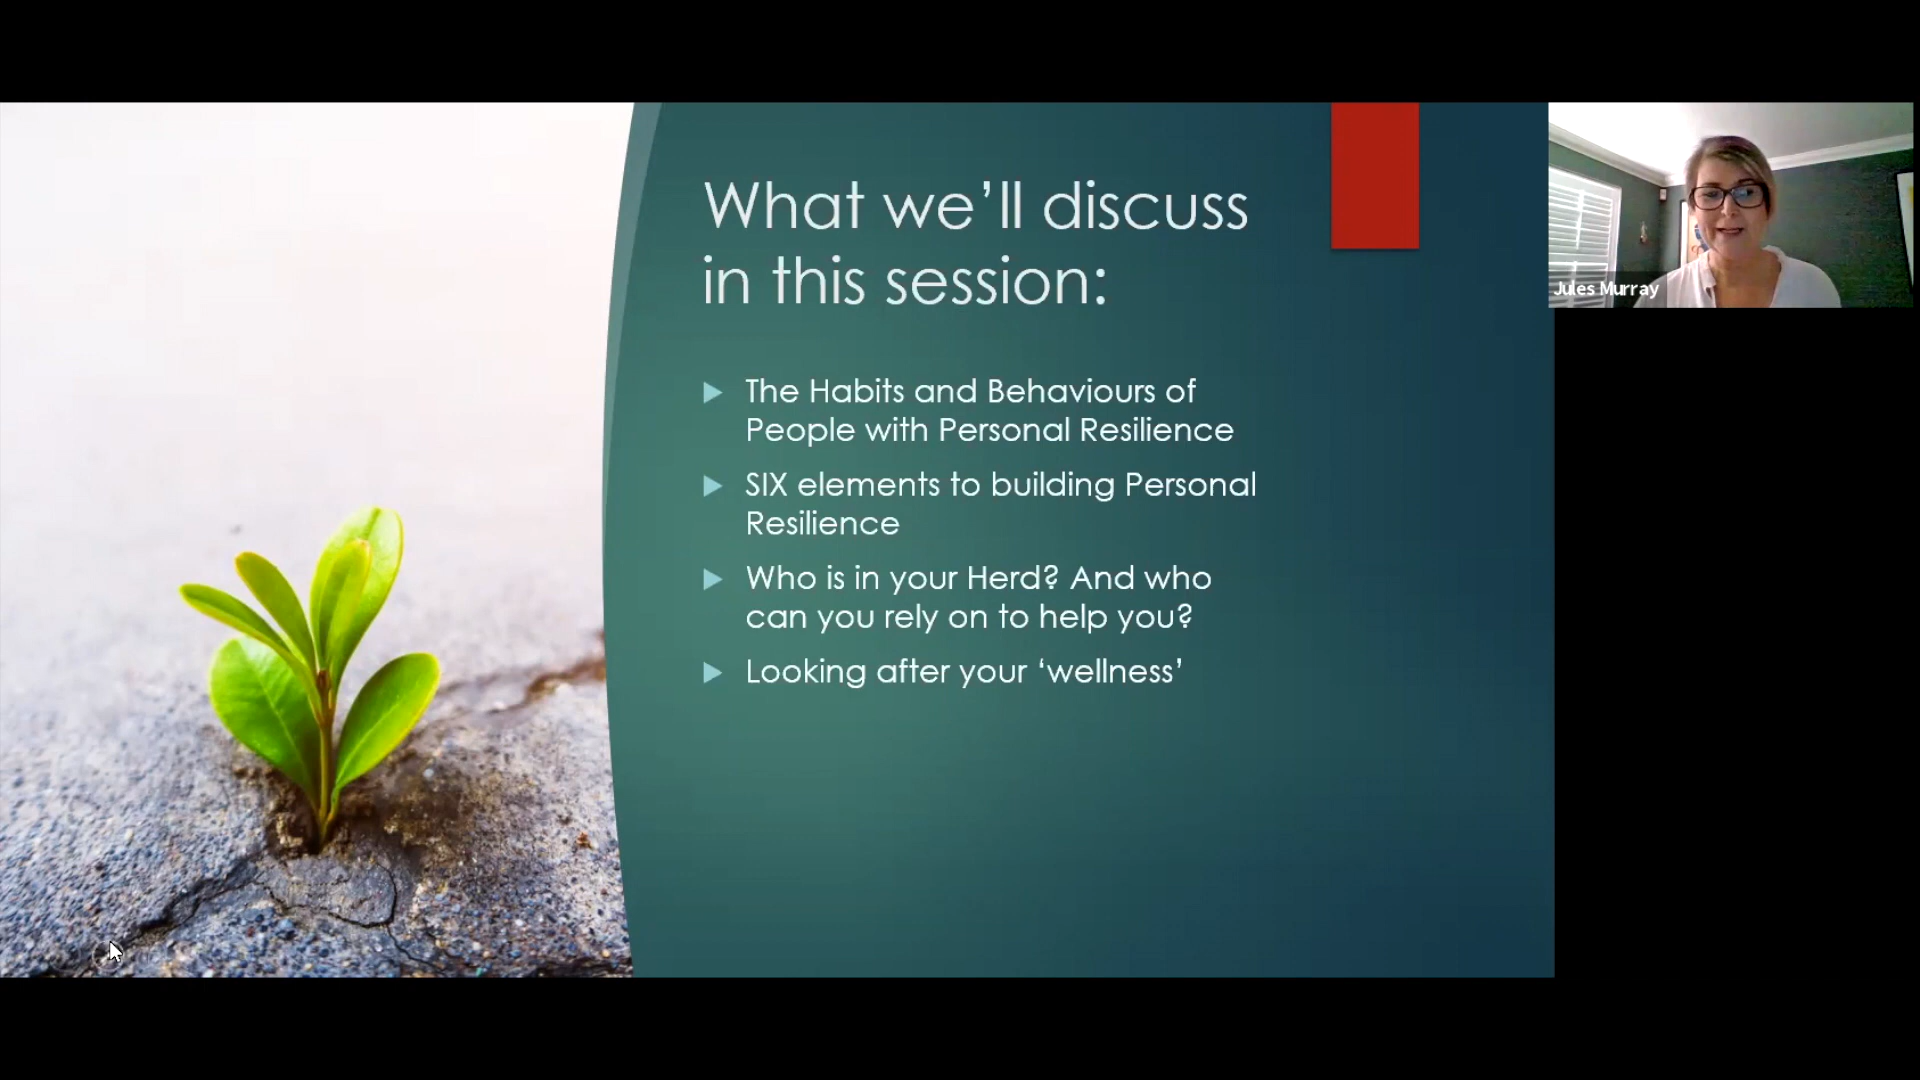 What we’ll discuss
in this session:
The Habits and Behaviours of
People with Personal Resilience
SIX elements to building Personal
Resilience
Who is in your Herd? And who
can you rely on to help you?
Looking after your ‘wellness’
Jules Murray